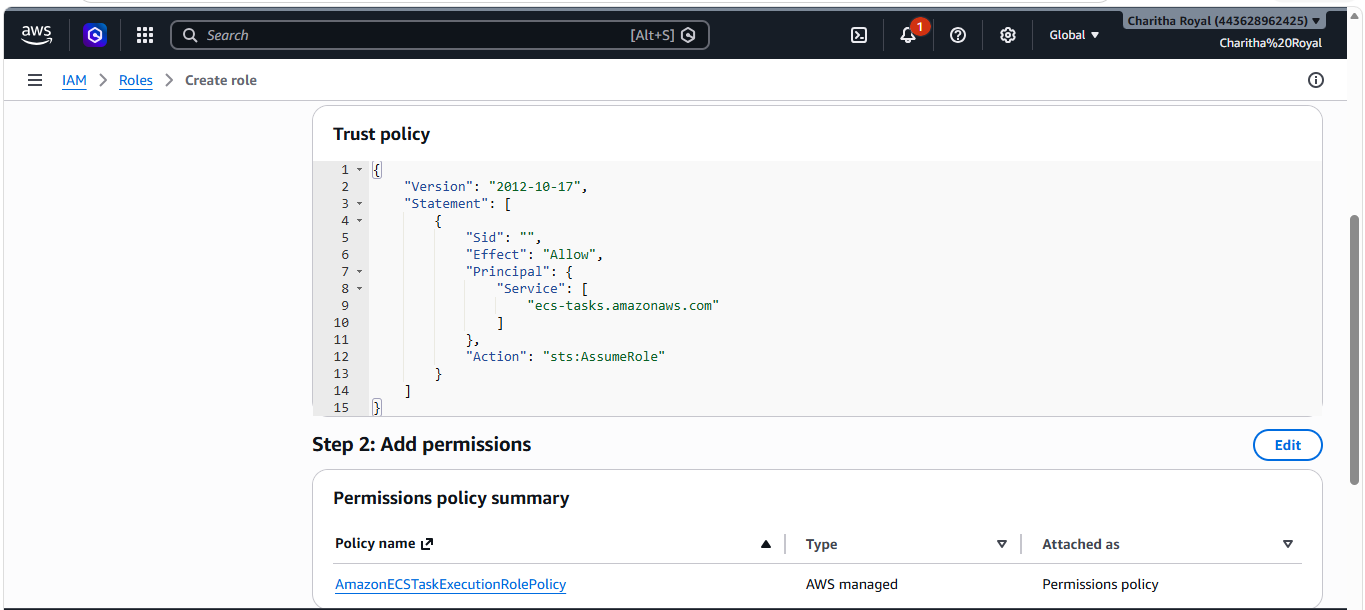 aws
Search
[Alt+S]
1
Global
Charitha Royal (443628962425)
Charitha%20Royal
IAM
Roles
Create role
Trust policy
1 {
2 "Version": "2012-10-17",
3 "Statement": [
4 {
5 "Sid": "",
6 "Effect": "Allow",
7 "Principal": {
8 "Service": [
9 "ecs-tasks.amazonaws.com"
10 ]
11 },
12 "Action": "sts:AssumeRole"
13 }
14 ]
15 }
Step 2: Add permissions
Edit
Permissions policy summary
Policy name Type Attached as
AmazonECSTaskExecutionRolePolicy AWS managed Permissions policy